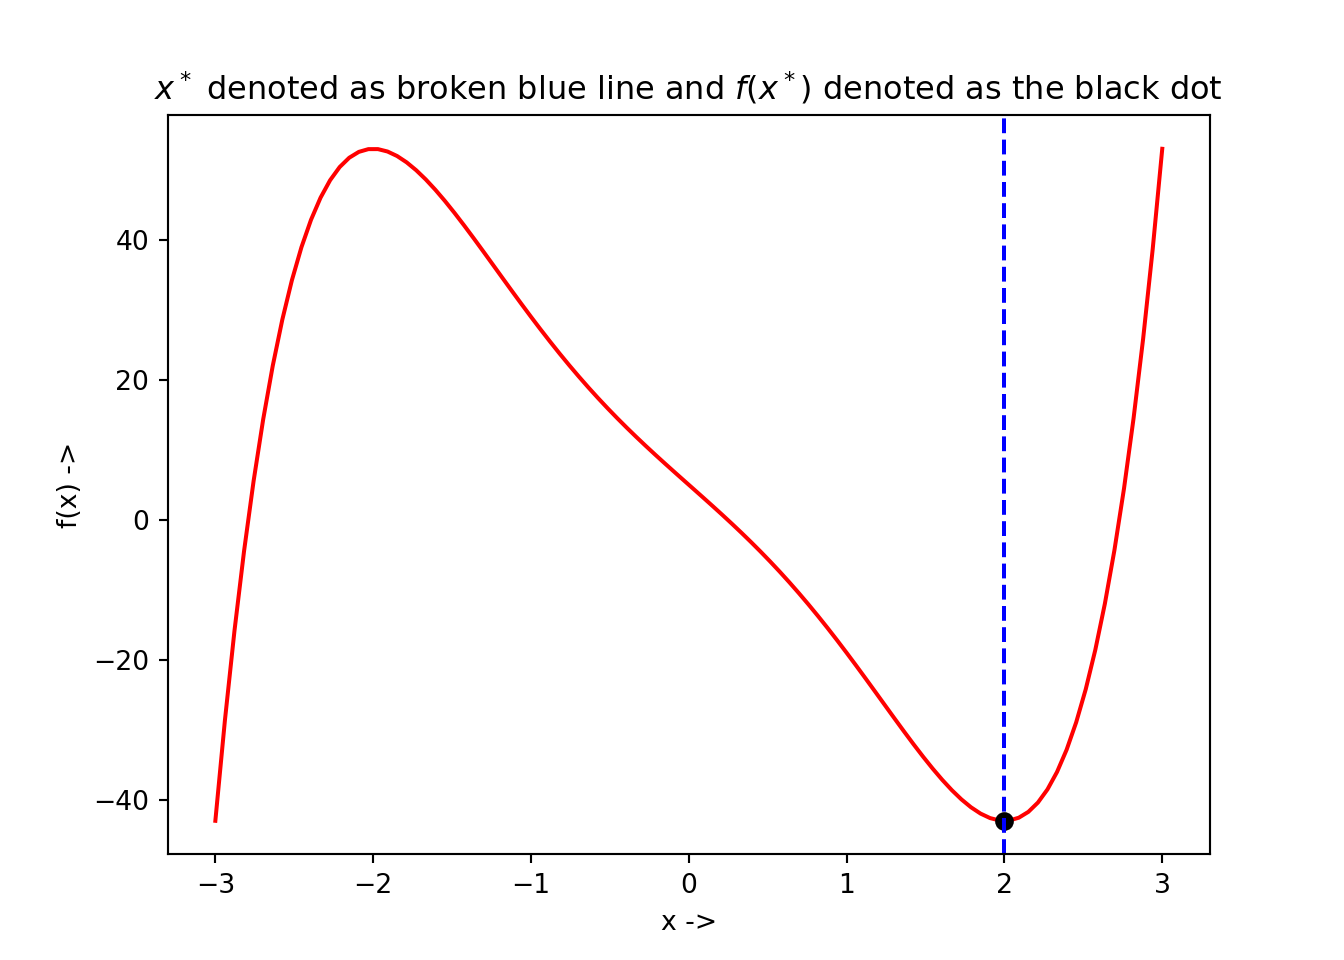 x* denoted as broken blue line and f(x*) denoted as the black dot
40
20
0
−20
−40
f(x) ->
−3 −2 −1 0 1 2 3
x ->